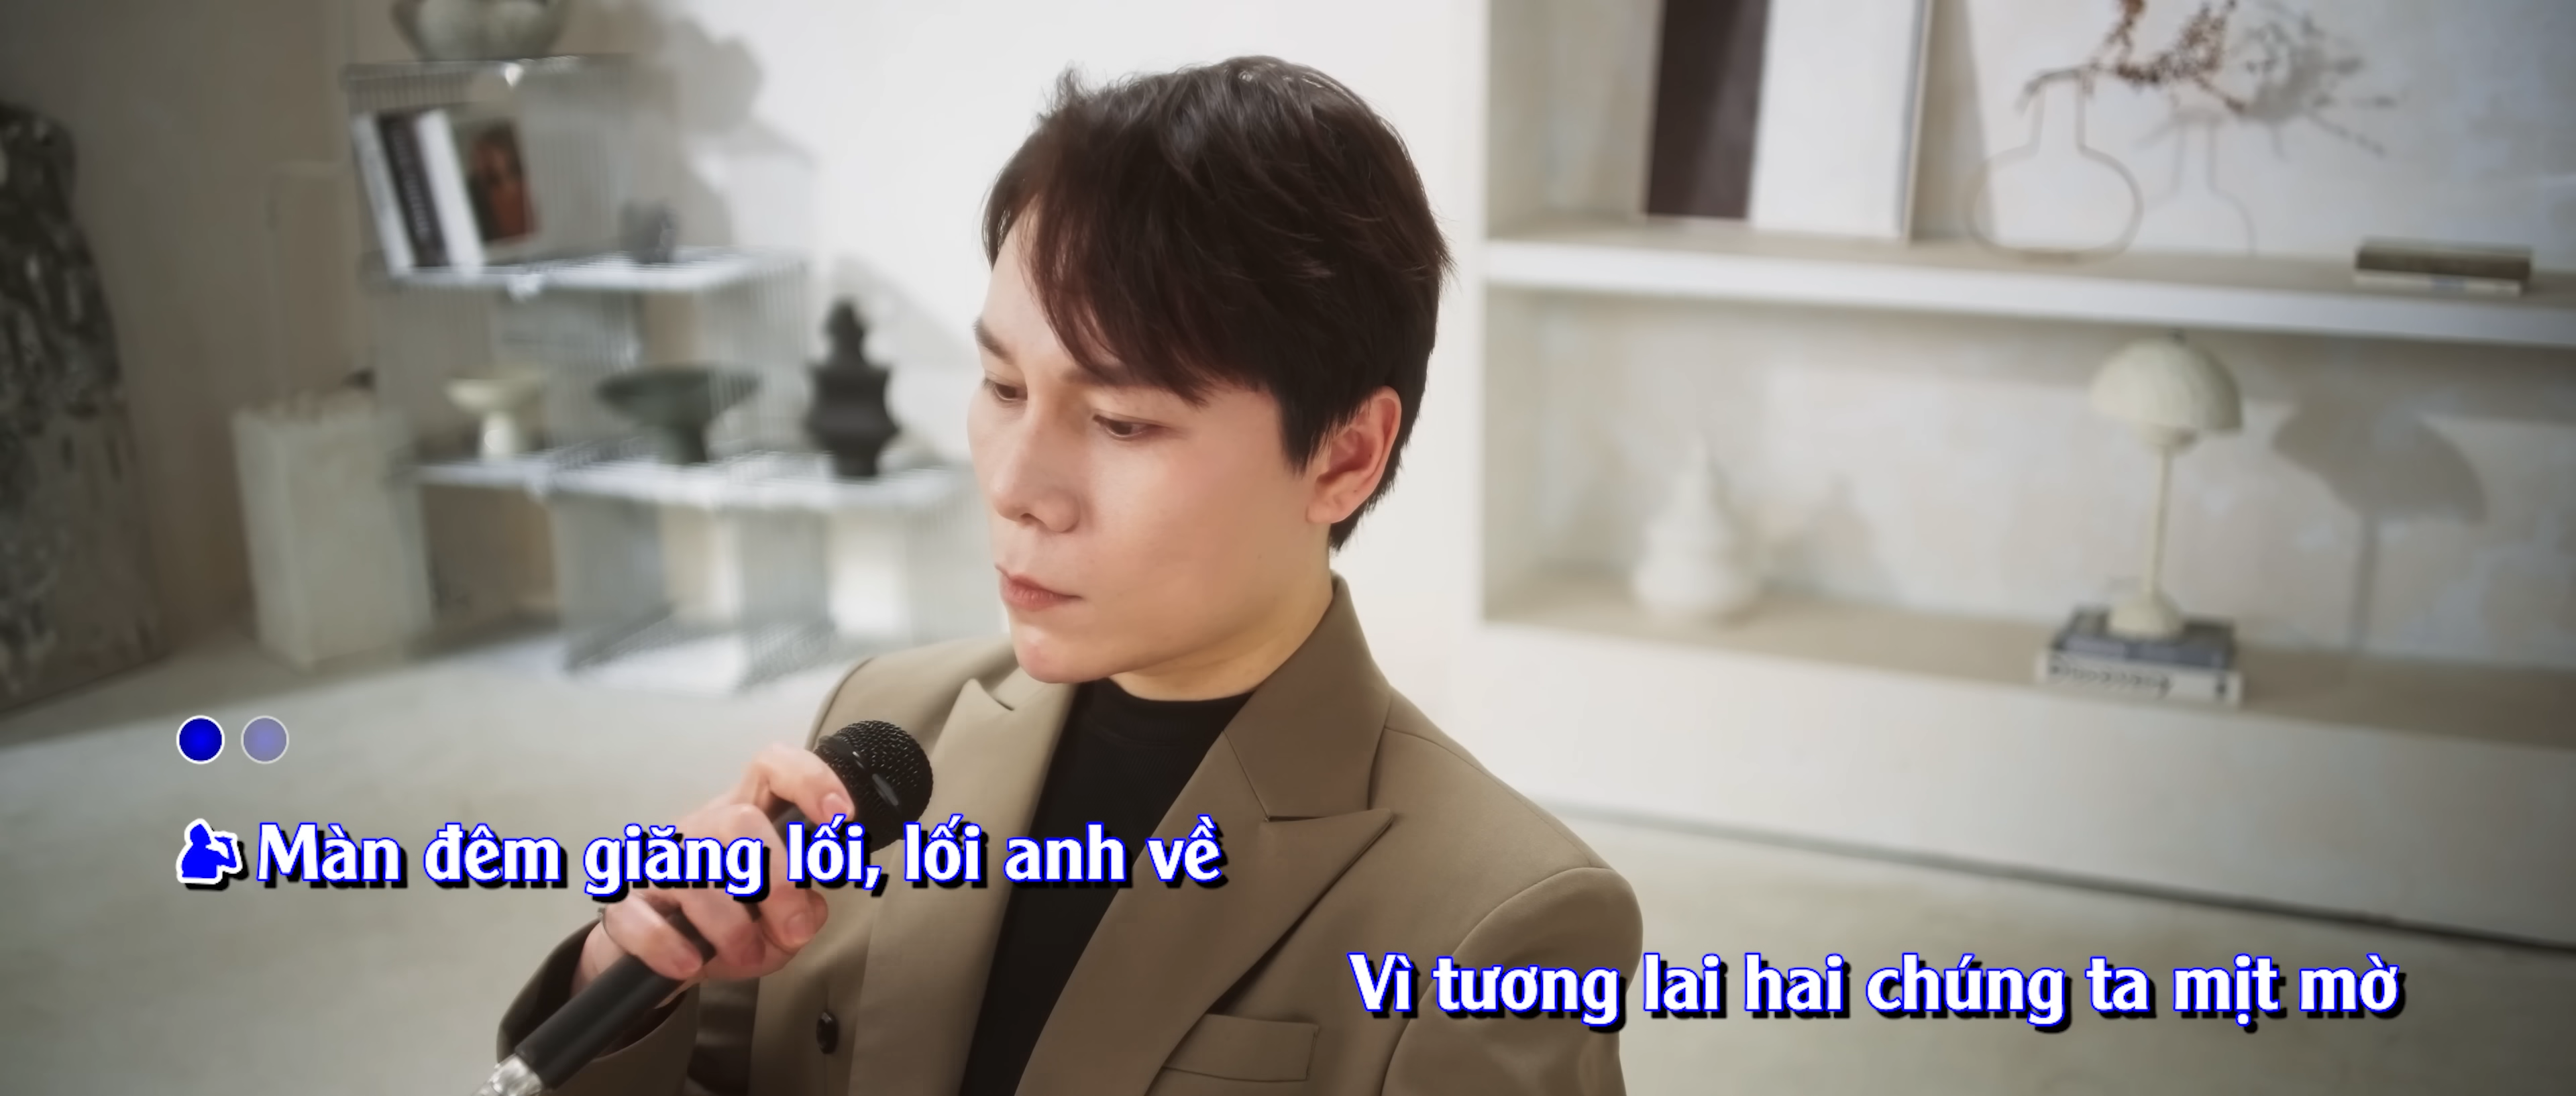 Màn đêm giăng lối, lối anh về
Vì tương lai hai chúng ta mịt mờ